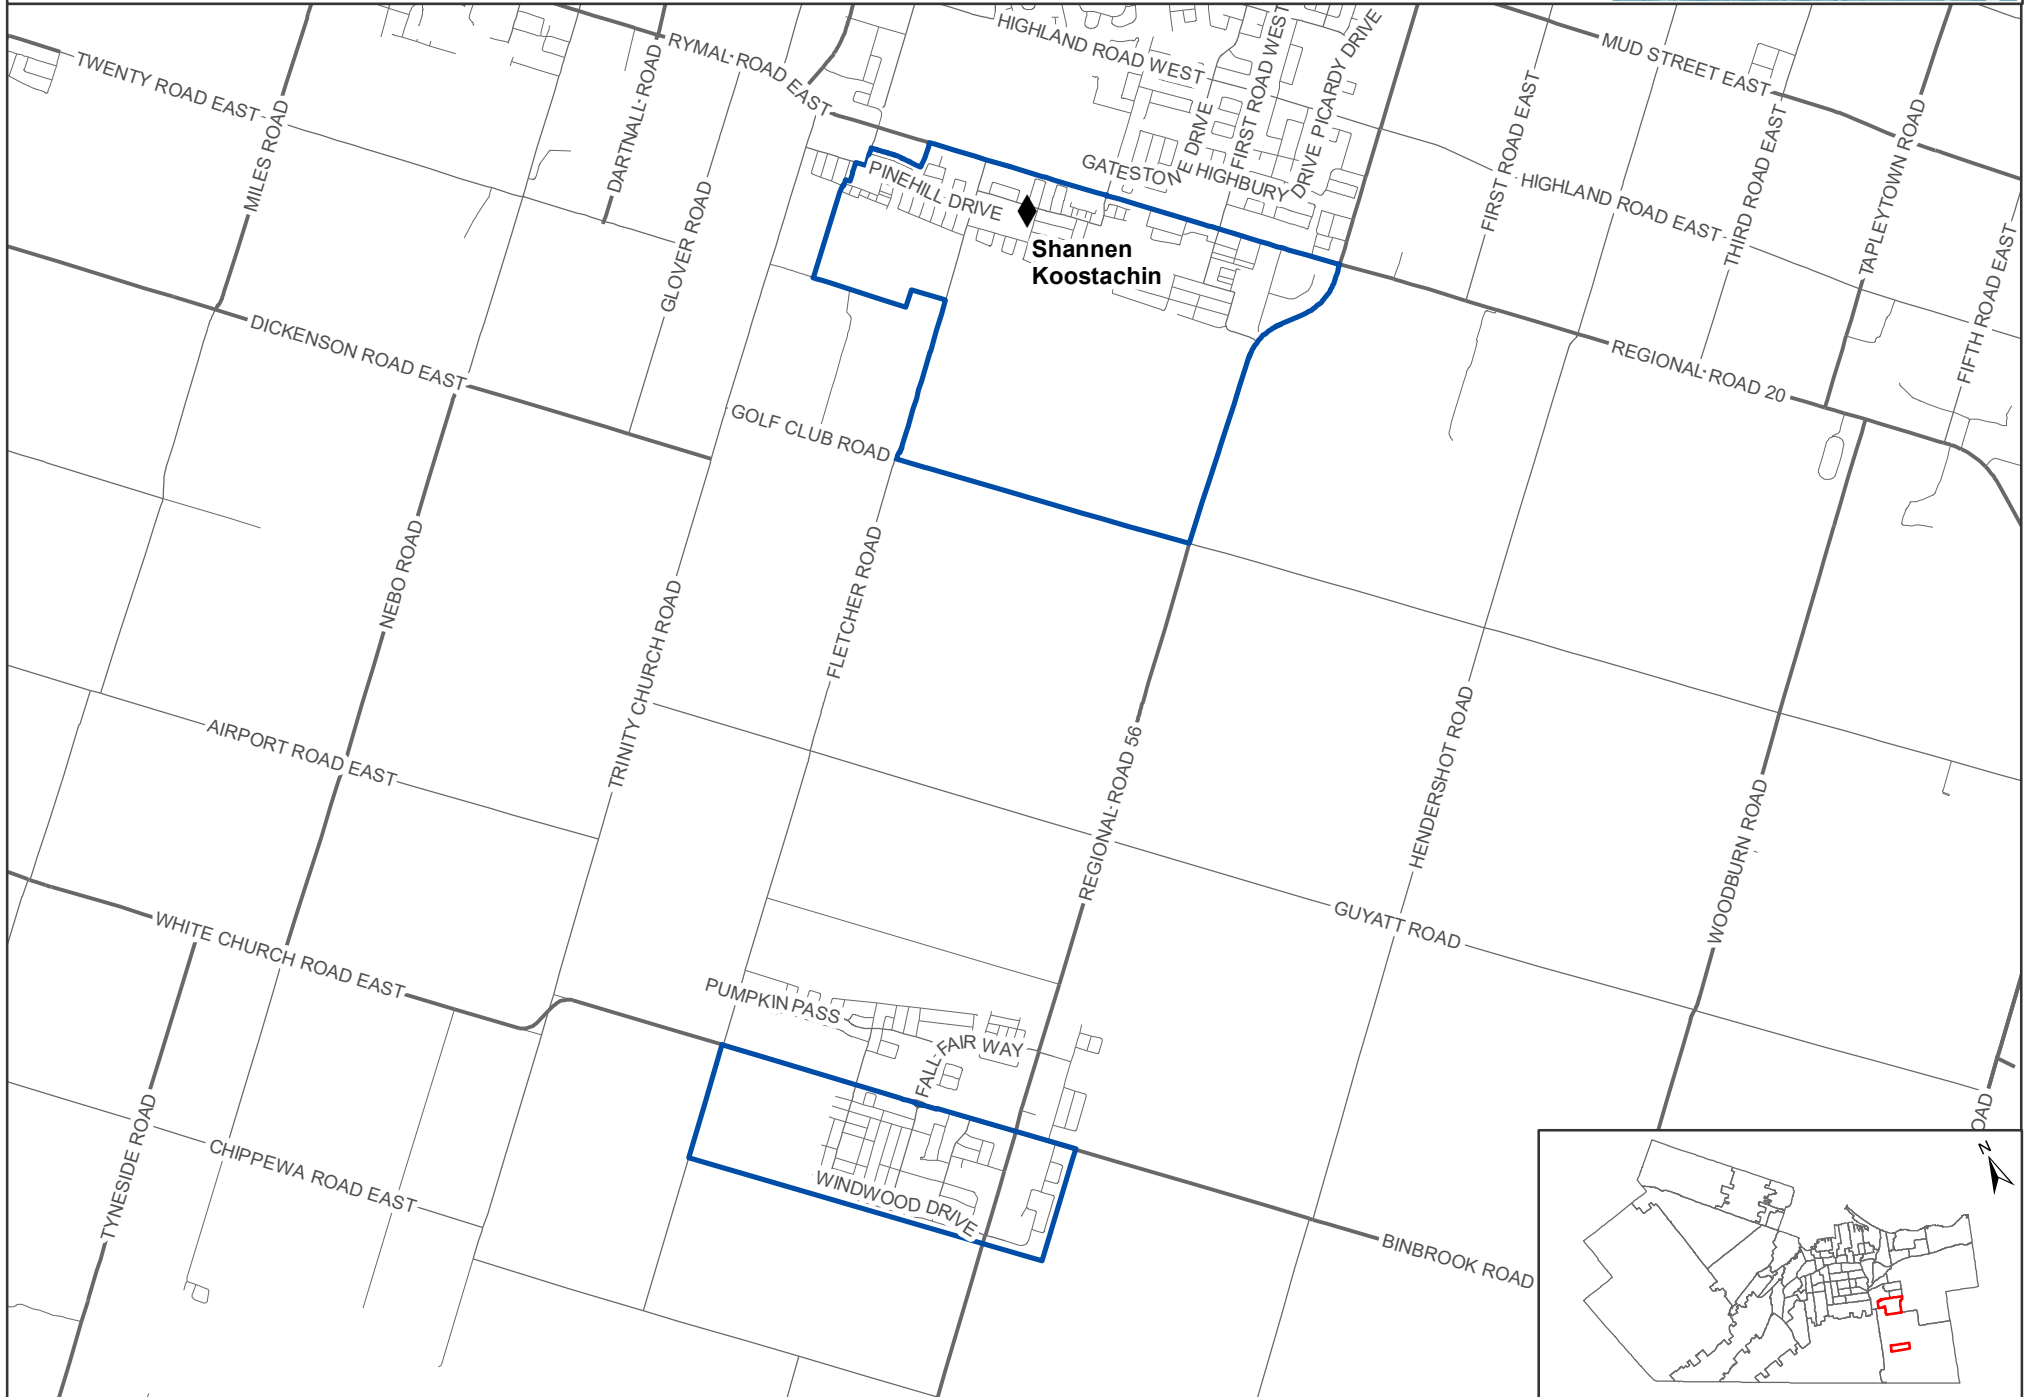 HIGHLAND ROAD WEST
RYMAL ROAD EAST
MUD STREET EAST
TWENTY ROAD EAST
MILES ROAD
DARTNALL ROAD
GLOVER ROAD
FIRST ROAD WEST
PICARDY DRIVE
GATESTONE DRIVE
HIGHBURY DRIVE
FIRST ROAD EAST
HIGHLAND ROAD EAST
THIRD ROAD EAST
TAPLEYTOWN ROAD
FIFTH ROAD EAST
PINEHILL DRIVE
Shannen
Koostachin
DICKENSON ROAD EAST
REGIONAL ROAD 20
GOLF CLUB ROAD
NEBO ROAD
FLETCHER ROAD
TRINITY CHURCH ROAD
AIRPORT ROAD EAST
REGIONAL ROAD 56
HENDERSHOT ROAD
WOODBURN ROAD
GUYATT ROAD
WHITE CHURCH ROAD EAST
PUMPKIN PASS
FALL FAIR WAY
TYNESIDE ROAD
CHIPPEWA ROAD EAST
WINDWOOD DRIVE
BINBROOK ROAD
OAD
N